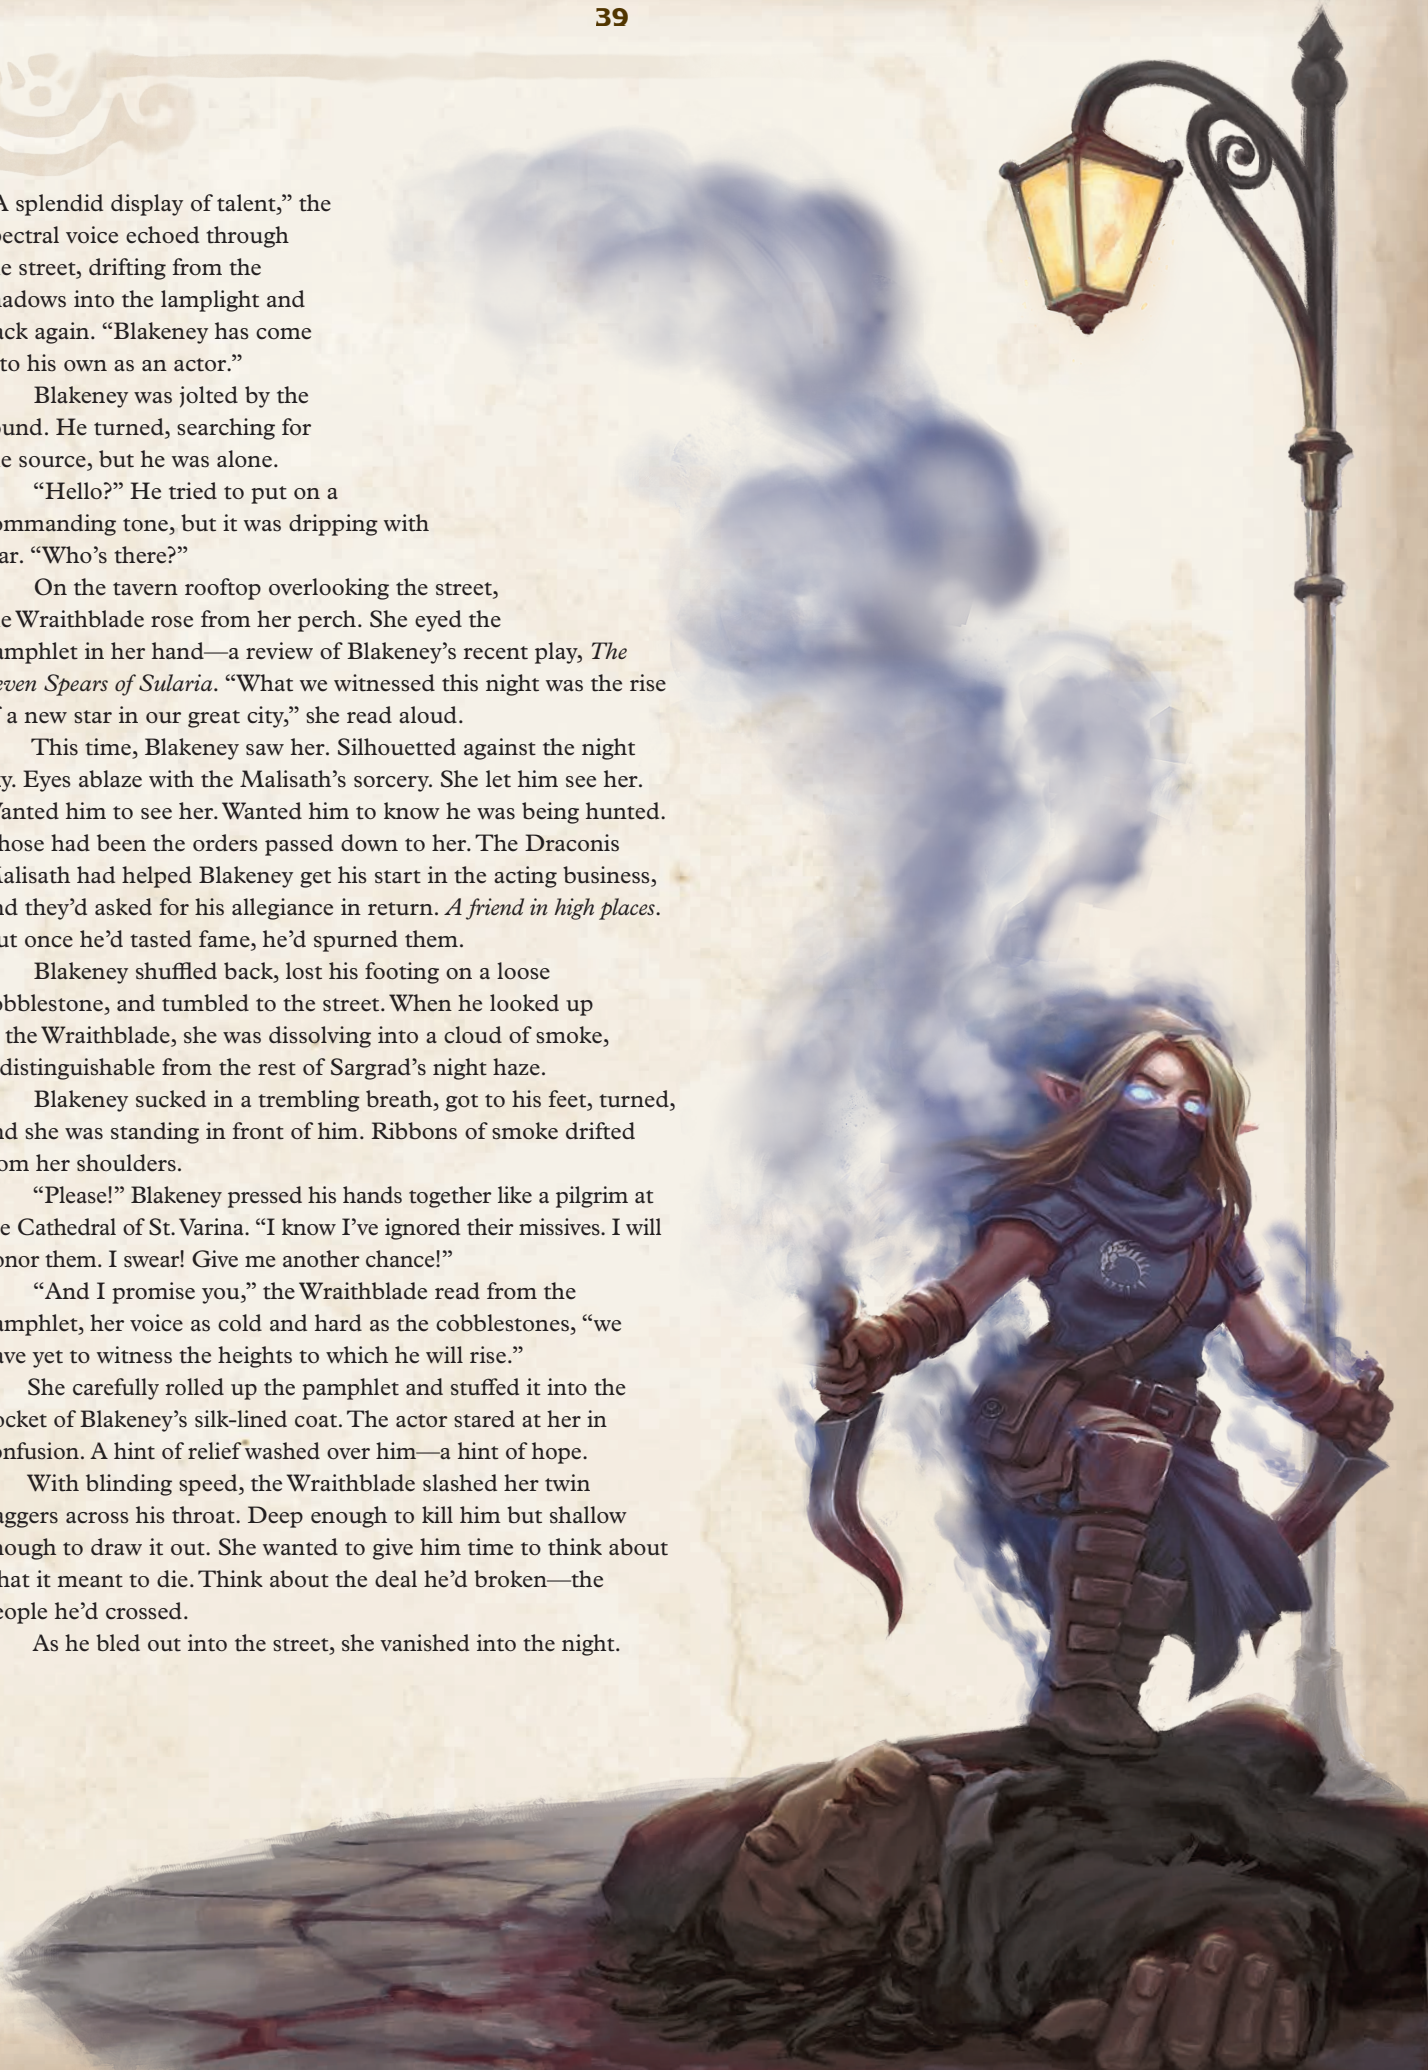 39
A splendid display of talent,” the
ectral voice echoed through
e street, drifting from the
adows into the lamplight and
ack again. “Blakeney has come
to his own as an actor.”
Blakeney was jolted by the
ound. He turned, searching for
e source, but he was alone.
“Hello?” He tried to put on a
ommanding tone, but it was dripping with
ar. “Who’s there?”
On the tavern rooftop overlooking the street,
e Wraithblade rose from her perch. She eyed the
amphlet in her hand—a review of Blakeney’s recent play, The
even Spears of Sularia. “What we witnessed this night was the rise
f a new star in our great city,” she read aloud.
This time, Blakeney saw her. Silhouetted against the night
y. Eyes ablaze with the Malisath’s sorcery. She let him see her.
anted him to see her. Wanted him to know he was being hunted.
hose had been the orders passed down to her. The Draconis
alisath had helped Blakeney get his start in the acting business,
nd they’d asked for his allegiance in return. A friend in high places.
ut once he’d tasted fame, he’d spurned them.
Blakeney shuffled back, lost his footing on a loose
obblestone, and tumbled to the street. When he looked up
the Wraithblade, she was dissolving into a cloud of smoke,
distinguishable from the rest of Sargrad’s night haze.
Blakeney sucked in a trembling breath, got to his feet, turned,
nd she was standing in front of him. Ribbons of smoke drifted
om her shoulders.
“Please!” Blakeney pressed his hands together like a pilgrim at
e Cathedral of St. Varina. “I know I’ve ignored their missives. I will
onor them. I swear! Give me another chance!”
“And I promise you,” the Wraithblade read from the
amphlet, her voice as cold and hard as the cobblestones, “we
ave yet to witness the heights to which he will rise.”
She carefully rolled up the pamphlet and stuffed it into the
ocket of Blakeney’s silk-lined coat. The actor stared at her in
onfusion. A hint of relief washed over him—a hint of hope.
With blinding speed, the Wraithblade slashed her twin
aggers across his throat. Deep enough to kill him but shallow
nough to draw it out. She wanted to give him time to think about
hat it meant to die. Think about the deal he’d broken—the
eople he’d crossed.
As he bled out into the street, she vanished into the night.